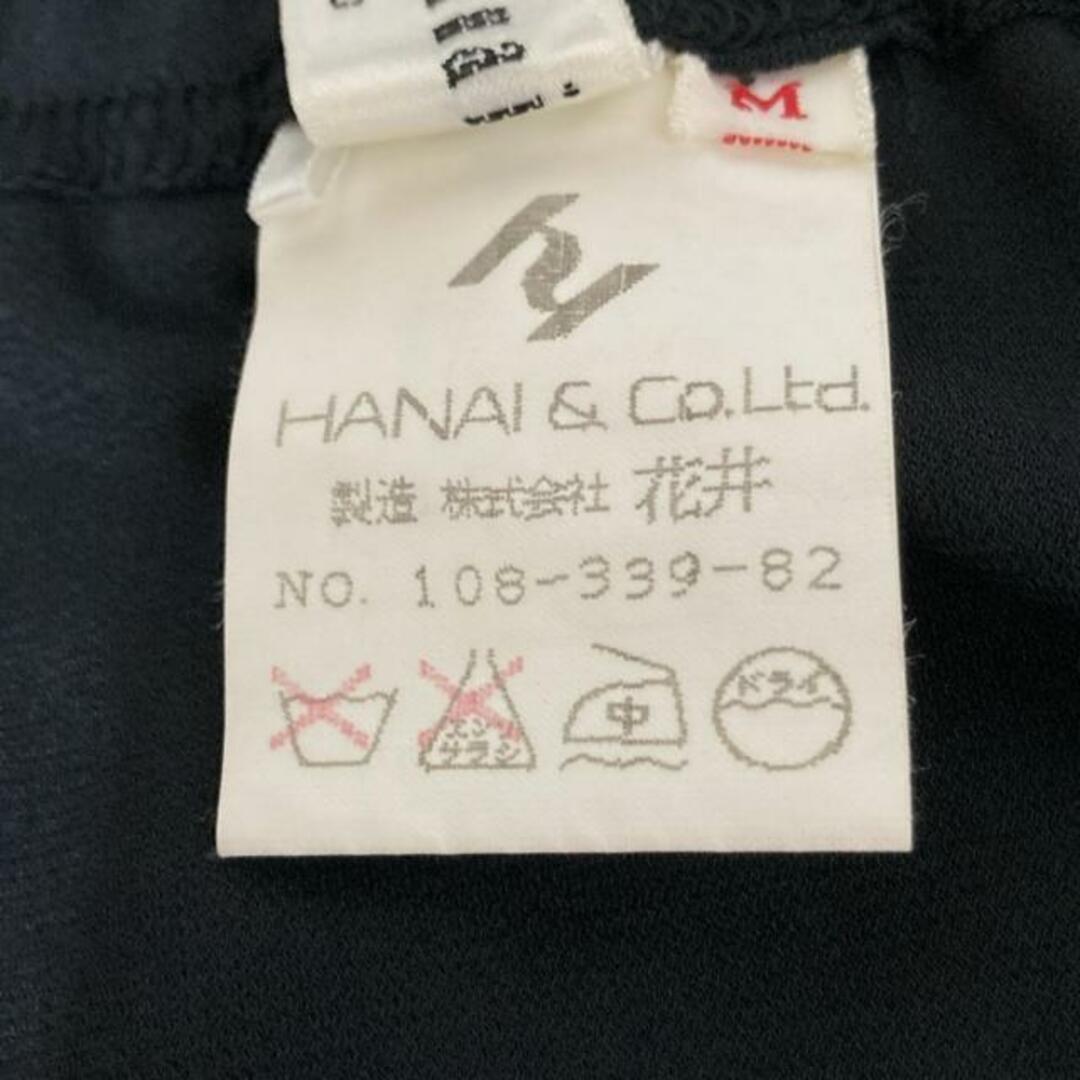 M
HANAI & Co.Ltd.
製造 株式会社 花井
NO. 108-339-82
エンソ
サラシ
中
ドライ